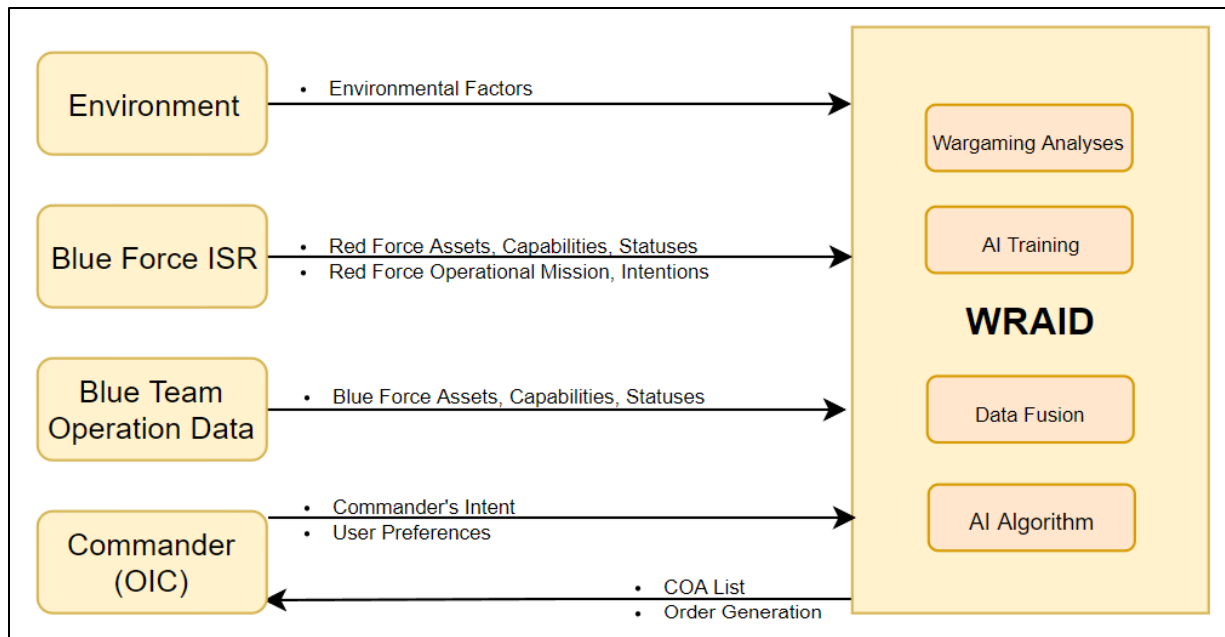 Environment
• Environmental Factors
Blue Force ISR
• Red Force Assets, Capabilities, Statuses
• Red Force Operational Mission, Intentions
Blue Team
Operation Data
• Blue Force Assets, Capabilities, Statuses
Commander
(OIC)
• Commander's Intent
• User Preferences
• COA List
• Order Generation
Wargaming Analyses
AI Training
WRAID
Data Fusion
AI Algorithm